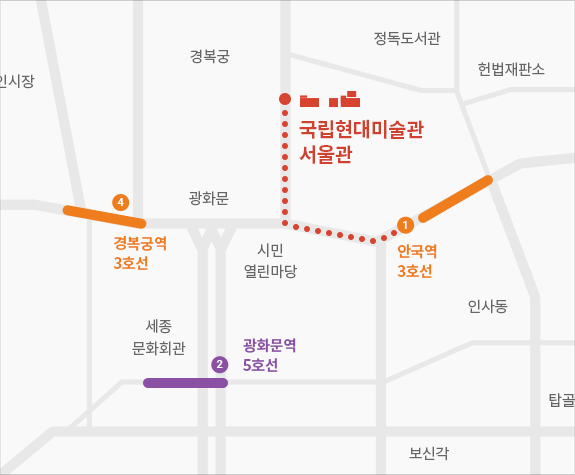 정독도서관
경복궁
헌법재판소
인시장
국립현대미술관
서울관
4
광화문
1
경복궁역
3호선
시민
열린마당
안국역
3호선
인사동
세종
문화회관
광화문역
5호선
2
탑골
보신각